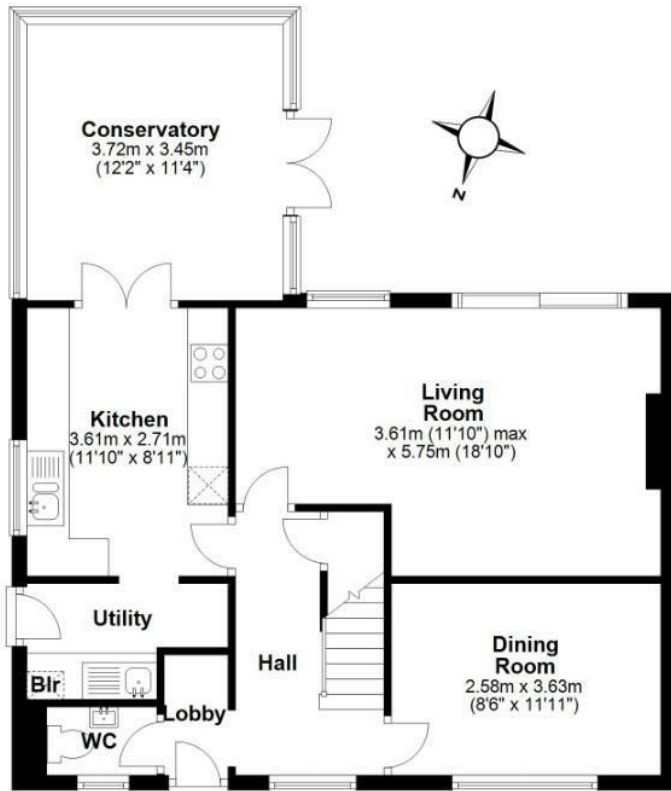 Conservatory
3.72m x 3.45m
(12'2" x 11'4")
N
Kitchen
3.61m x 2.71m
(11'10" x 8'11")
Living
Room
3.61m (11'10") max
x 5.75m (18'10")
Utility
Blr
Hall
Dining
Room
2.58m x 3.63m
(8'6" x 11'11")
Lobby
WC